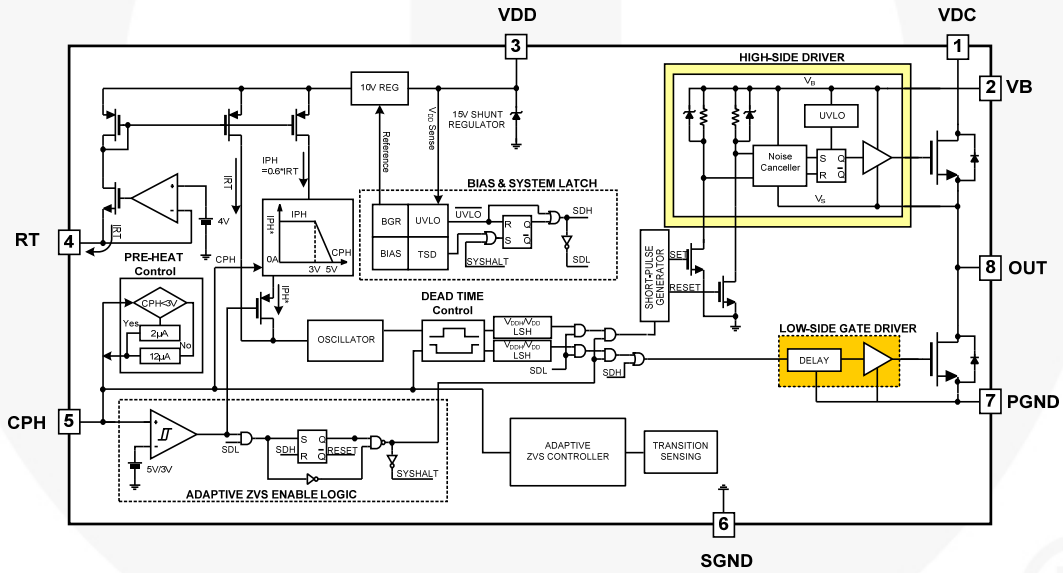 VDD
VDC
3
1
HIGH-SIDE DRIVER
10V REG
VB
2
VB
15V SHUNT
REGULATOR
VDD Sense
Reference
UVLO
IPH
=0.6*IRT
IRT
Noise
Canceller
S Q
R Q
BIAS & SYSTEM LATCH
VS
4V
IPH
IPH*
CPH
0A
3V 5V
BGR
UVLO
UVLO
R Q
S Q
SDH
BIAS
TSD
SYSHALT
SDL
RT
4
IRT
PRE-HEAT
Control
CPH
SHORT-PULSE
GENERATOR
SET
RESET
8
OUT
CPH<3V
Yes
2µA
No
12µA
IPH*
DEAD TIME
Control
OSCILLATOR
VDDH/VDD
LSH
VDDH/VDD
LSH
SDL
SDH
LOW-SIDE GATE DRIVER
DELAY
7
PGND
CPH
5
5V/3V
SDL
SDH
S Q
R Q
RESET
SYSHALT
ADAPTIVE ZVS ENABLE LOGIC
ADAPTIVE
ZVS CONTROLLER
TRANSITION
SENSING
6
SGND